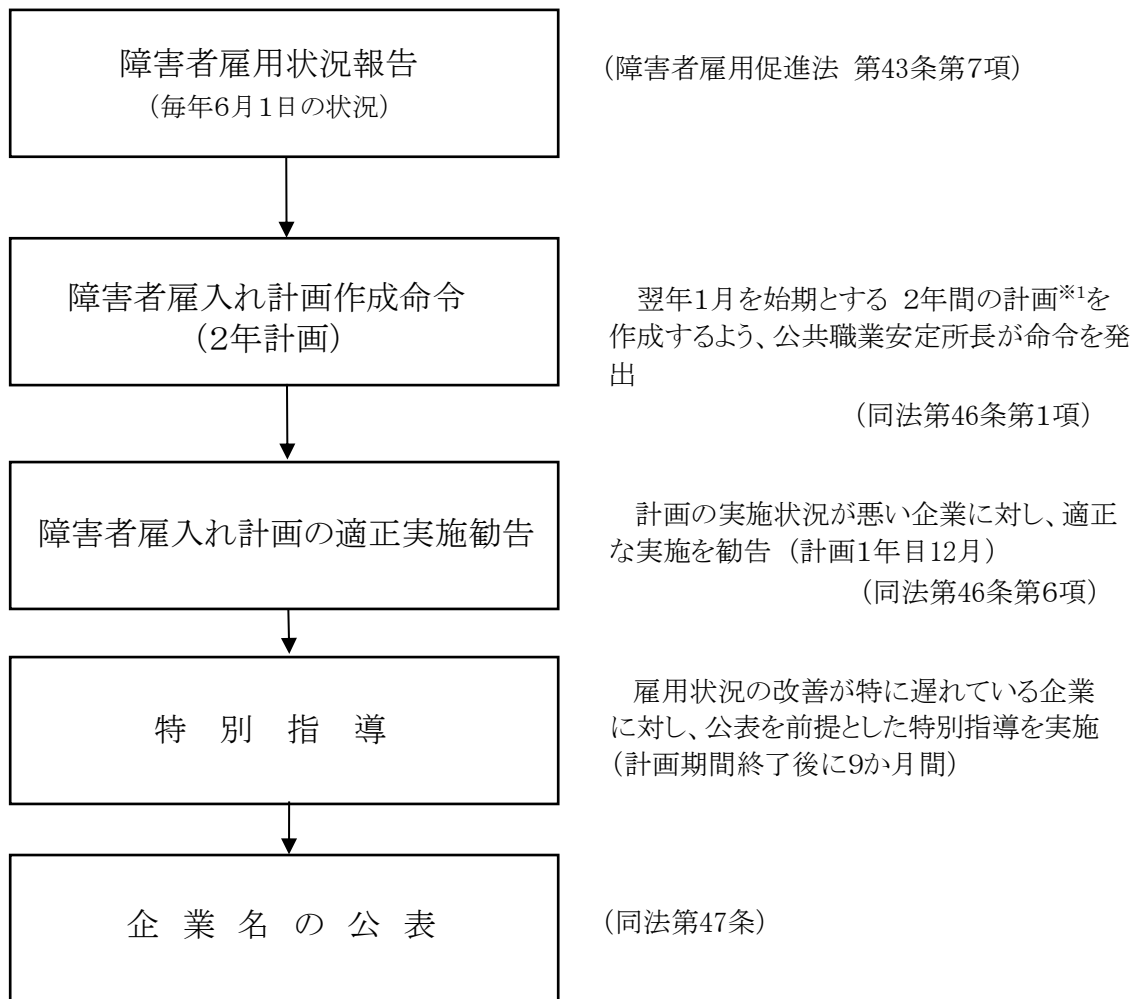 障害者雇用状況報告
（毎年６月１日の状況）
（障害者雇用促進法 第43条第７項）
障害者雇入れ計画作成命令
（２年計画）
翌年１月を始期とする ２年間の計画※1を
作成するよう、公共職業安定所長が命令を発
出
（同法第46条第１項）
障害者雇入れ計画の適正実施勧告
計画の実施状況が悪い企業に対し、適正
な実施を勧告 （計画１年目12月）
（同法第46条第６項）
特 別 指 導
雇用状況の改善が特に遅れている企業
に対し、公表を前提とした特別指導を実施
（計画期間終了後に９か月間）
企 業 名 の 公 表
（同法第47条）